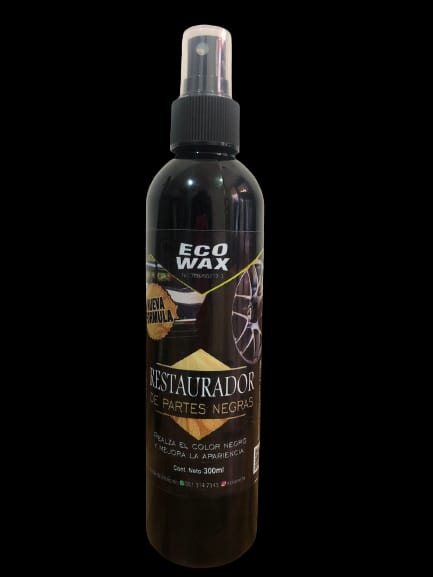 ECO
WAX
NUEVA
FORMULA
RESTAURADOR
DE PARTES NEGRAS
REALZA EL COLOR NEGRO
Y MEJORA LA APARIENCIA
Cont. Neto 300ml